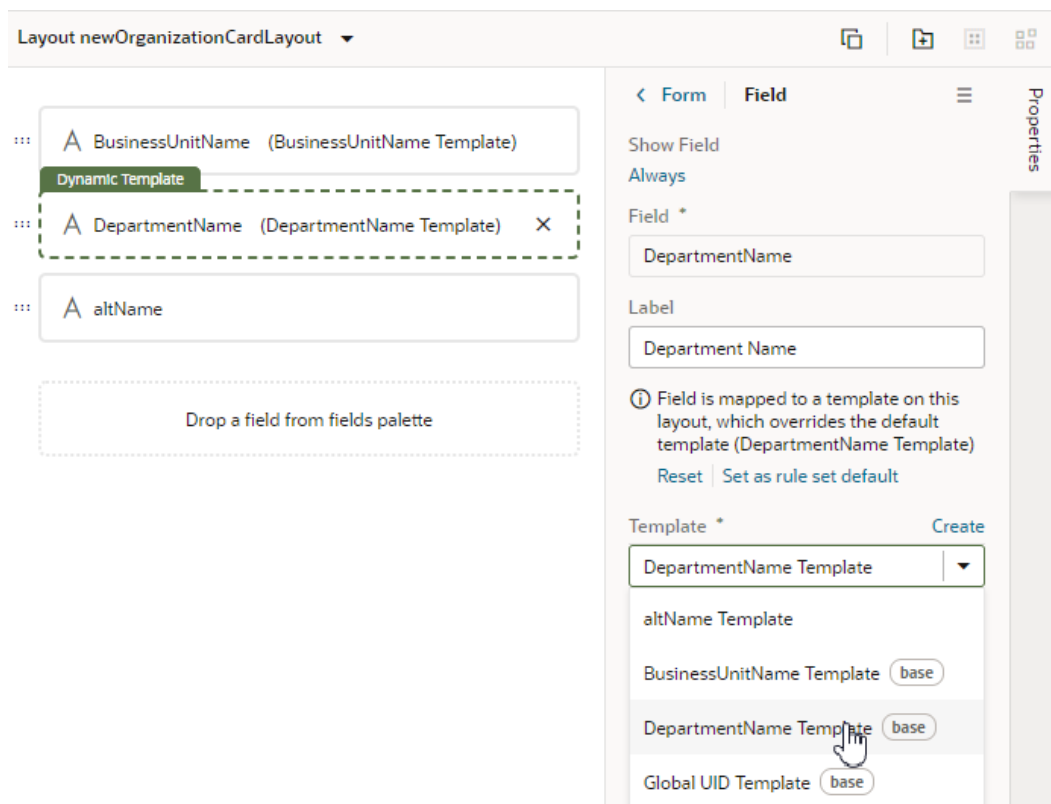 Layout newOrganizationCardLayout
BusinessUnitName (BusinessUnitName Template)
Dynamic Template
DepartmentName (DepartmentName Template)
altName
Drop a field from fields palette
Form Field
Properties
Show Field
Always
Field *
DepartmentName
Label
Department Name
Field is mapped to a template on this
layout, which overrides the default
template (DepartmentName Template)
Reset Set as rule set default
Template * Create
DepartmentName Template
altName Template
BusinessUnitName Template base
DepartmentName Template base
Global UID Template base